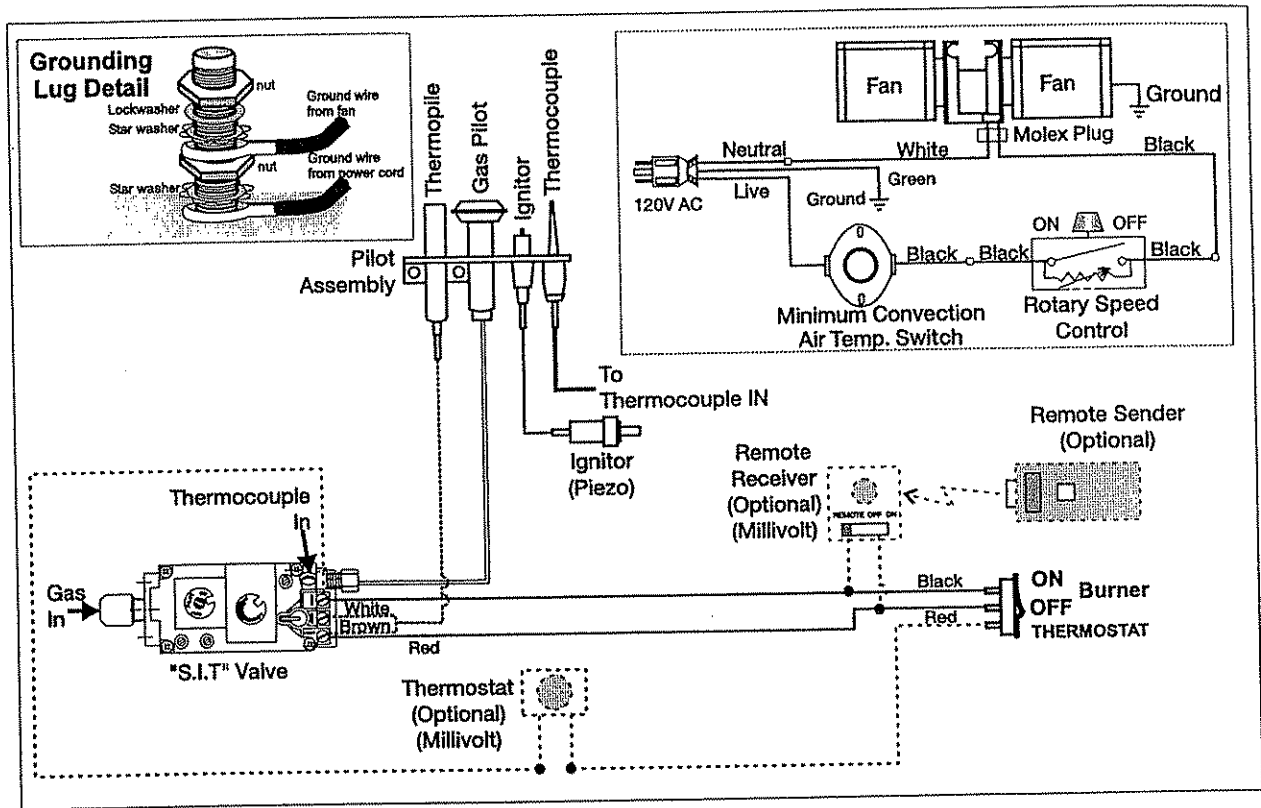 Grounding
Lug Detail
nut
Lockwasher
Star washer
Ground wire
from fan
nut
Ground wire
from power cord
Star washer
Thermopile
Gas Pilot
Ignitor
Thermocouple
Pilot
Assembly
To
Thermocouple IN
Ignitor
(Piezo)
Fan
Fan
Ground
Molex Plug
Neutral
White
Black
Green
120V AC
Live
Ground
ON
OFF
Black
Black
Black
Minimum Convection
Air Temp. Switch
Rotary Speed
Control
Remote Sender
(Optional)
Remote
Receiver
(Optional)
(Millivolt)
REMOTE OFF ON
Thermocouple
In
Gas
In
White
Brown
Red
"S.I.T" Valve
Black
Red
ON
Burner
OFF
THERMOSTAT
Thermostat
(Optional)
(Millivolt)